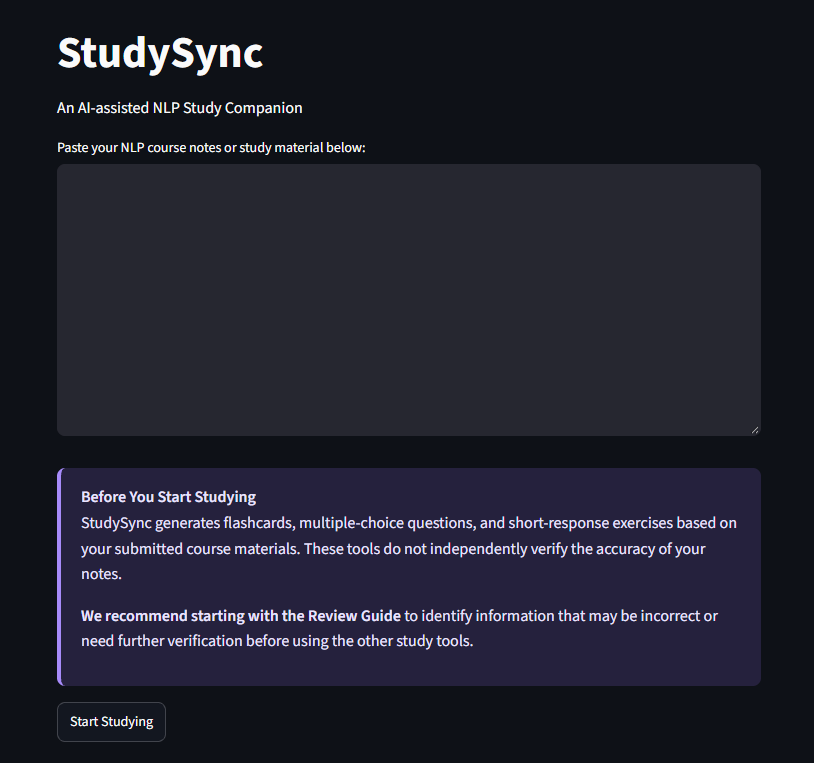 StudySync
An AI-assisted NLP Study Companion
Paste your NLP course notes or study material below:
Before You Start Studying
StudySync generates flashcards, multiple-choice questions, and short-response exercises based on
your submitted course materials. These tools do not independently verify the accuracy of your
notes.
We recommend starting with the Review Guide to identify information that may be incorrect or
need further verification before using the other study tools.
Start Studying